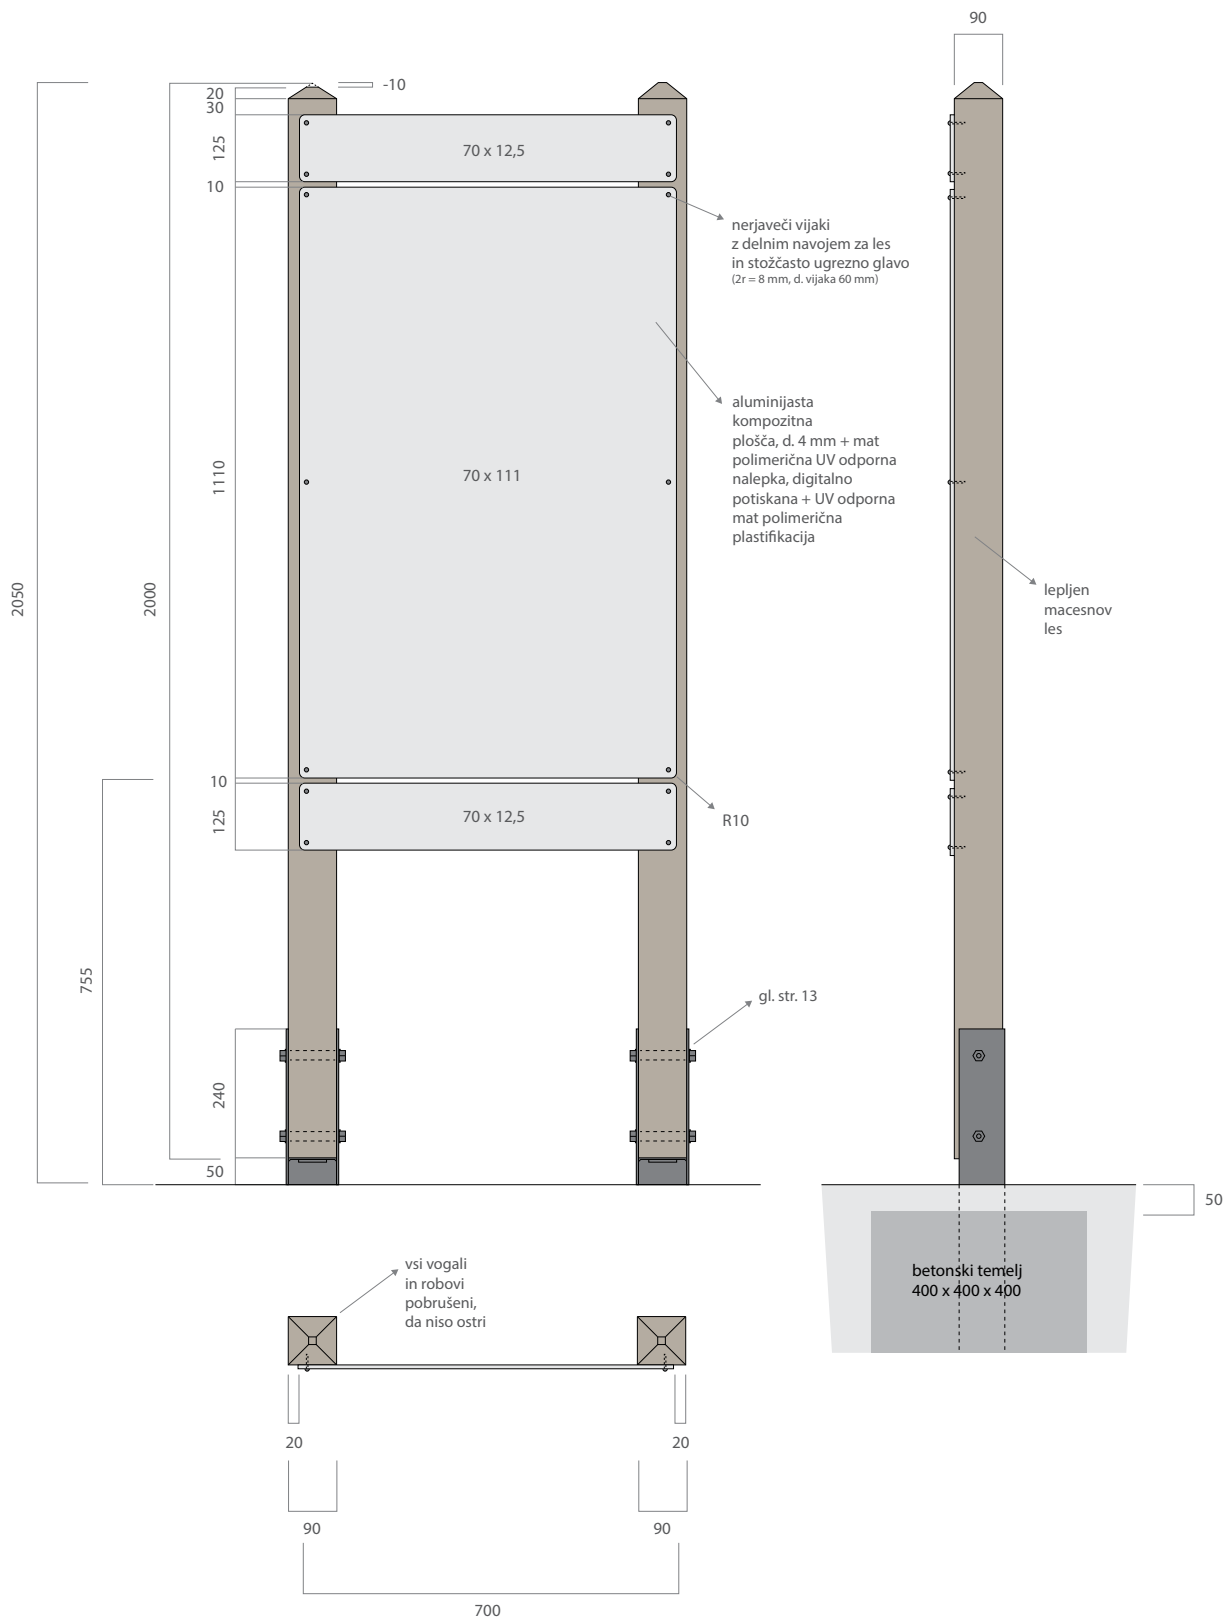 90
-10
20
30
125
70 x 12,5
10
nerjaveči vijaki
z delnim navojem za les
in stožčasto ugrezno glavo
(2r = 8 mm, d. vijaka 60 mm)
aluminijasta
kompozitna
plošča, d. 4 mm + mat
polimerična UV odporna
nalepka, digitalno
potiskana + UV odporna
mat polimerična
plastifikacija
1110
70 x 111
2050
2000
lepljen
macesnov
les
10
125
70 x 12,5
R10
755
gl. str. 13
240
50
50
betonski temelj
400 x 400 x 400
vsi vogali
in robovi
pobrušeni,
da niso ostri
20
20
90
90
700